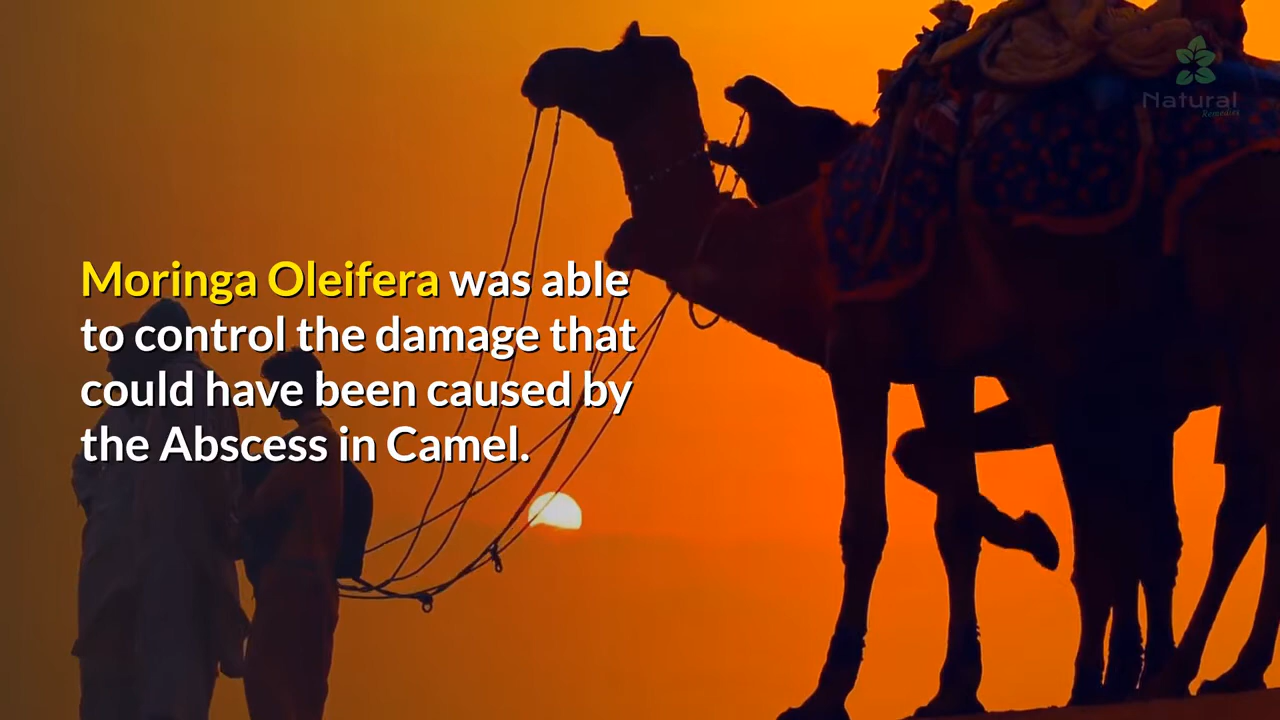 Natural
Remedies
Moringa Oleifera was able
to control the damage that
could have been caused by
the Abscess in Camel.